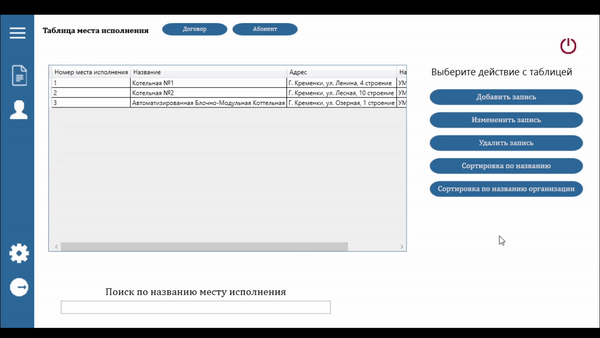 Таблица места исполнения
Договор
Абонент
Выберите действие с таблицей
Номер места исполнения Название Адрес На
1 Котельная №1 Г. Кременки, ул. Ленина, 4 строение УМ
2 Котельная №2 Г. Кременки, ул. Лесная, 10 строение УМ
3 Автоматизированная Блочно-Модульная Коттельная Г. Кременки, ул. Озерная, 1 строение УМ
Добавить запись
Измененить запись
Удалить запись
Сортировка по названию
Сортировка по названию организации
Поиск по названию месту исполнения